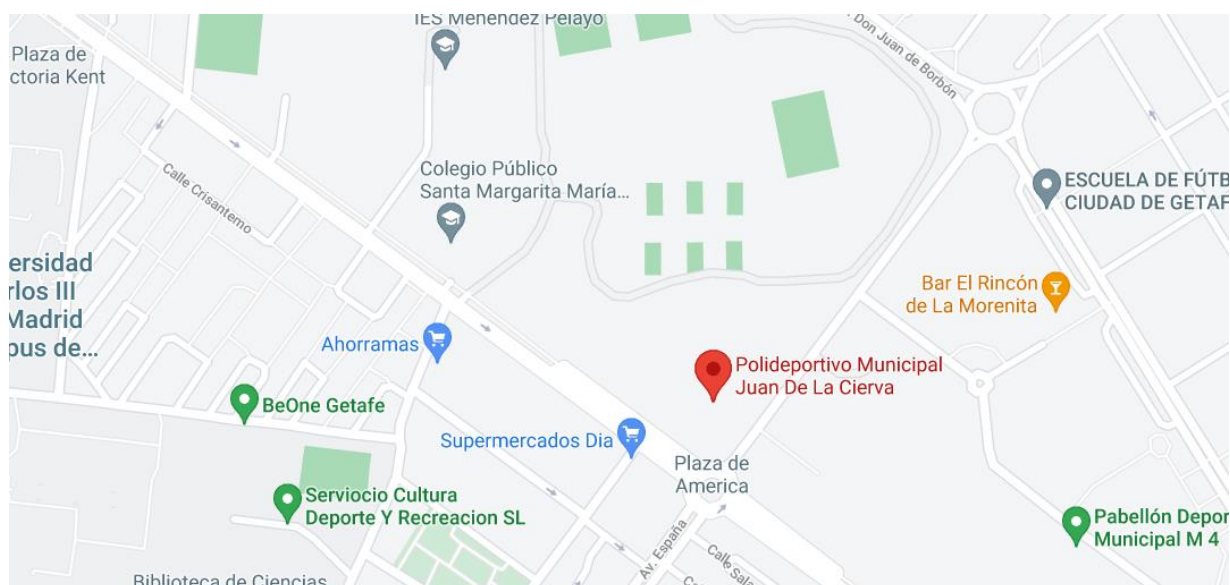 IES Menéndez Pelayo
Plaza de
ctoria Kent
Don Juan de Borbón
Colegio Público
Santa Margarita María...
Calle Crisantemo
ESCUELA DE FÚTB
CIUDAD DE GETAF
ersidad
rlos III
Madrid
pus de...
Bar El Rincón
de La Morenita
Ahorramas
Polideportivo Municipal
Juan De La Cierva
BeOne Getafe
Supermercados Dia
Plaza de
America
Serviocio Cultura
Deporte Y Recreacion SL
Pabellón Depor
Municipal M 4
Av. España
Calle Sala
Biblioteca de Ciencias